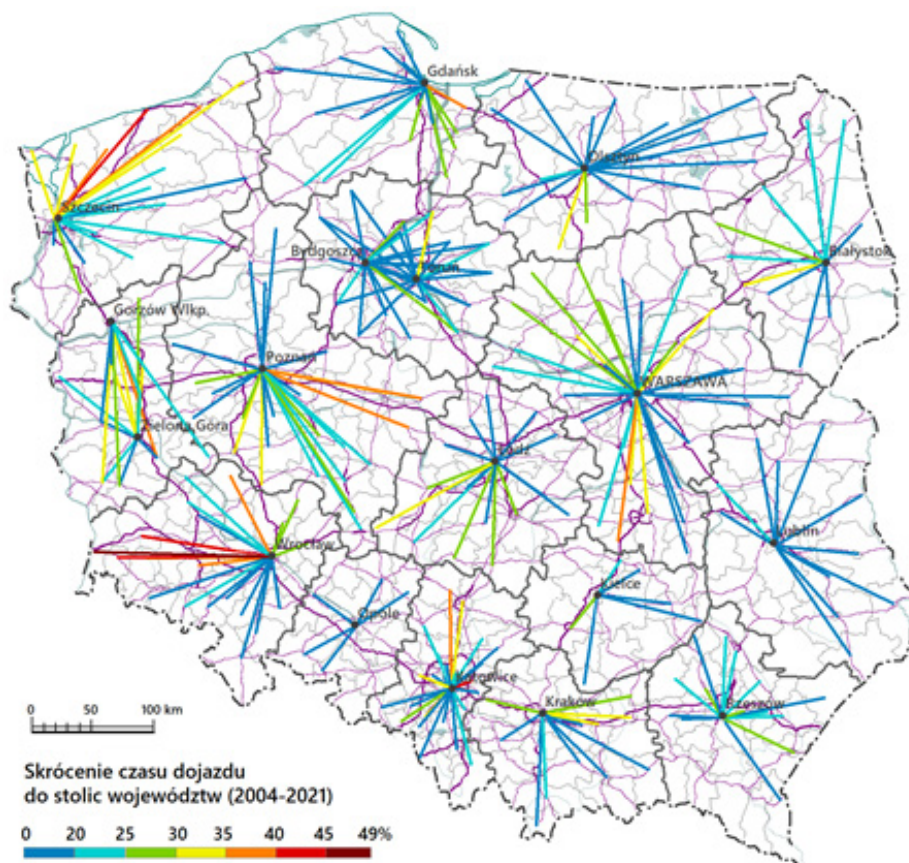 Gdańsk
Olsztyn
Szczecin
Białystok
Bydgoszcz
Toruń
Gorzów Wlkp.
Poznań
WARSZAWA
Zielona Góra
Łódź
Lublin
Wrocław
Kielce
Opole
Katowice
Kraków
Rzeszów
0 50 100 km
Skrócenie czasu dojazdu
do stolic województw (2004-2021)
0 20 25 30 35 40 45 49%